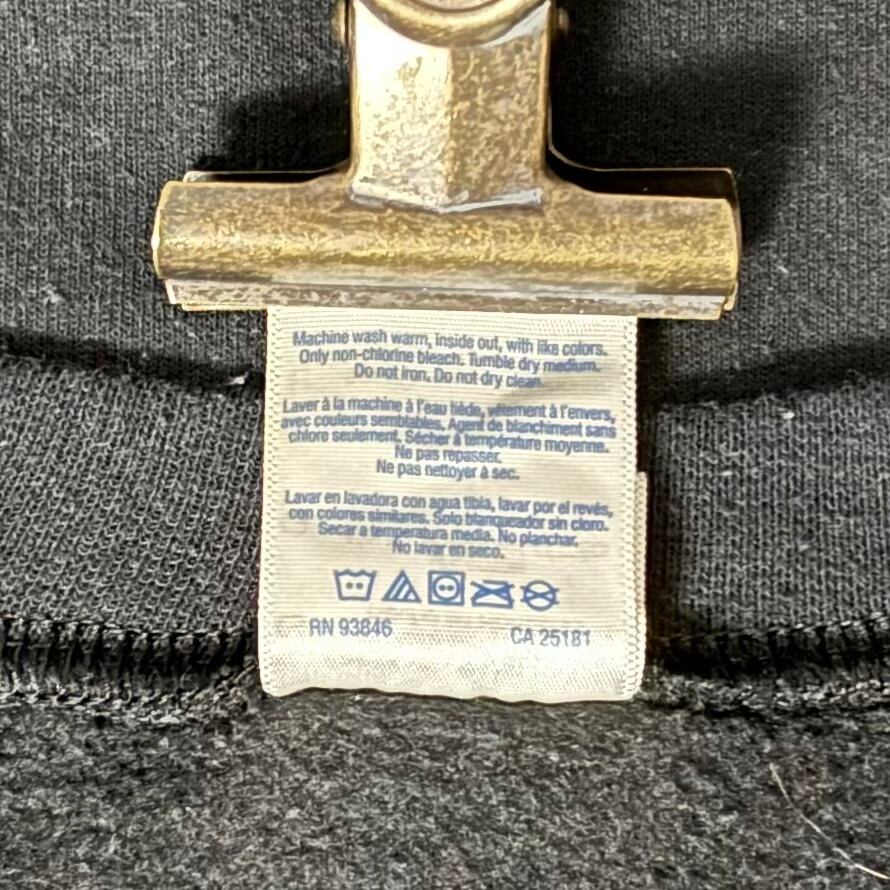 Machine wash warm, inside out, with like colors.
Only non-chlorine bleach. Tumble dry medium.
Do not iron. Do not dry clean.
Laver à la machine à l'eau tiède, vêtement à l'envers,
avec couleurs semblables. Agent de blanchiment sans
chlore seulement. Sécher à température moyenne.
Ne pas repasser.
Ne pas nettoyer à sec.
Lavar en lavadora con agua tibia, lavar por el revés,
con colores similares. Solo blanqueador sin cloro.
Secar a temperatura media. No planchar.
No lavar en seco.
RN 93846
CA 25181